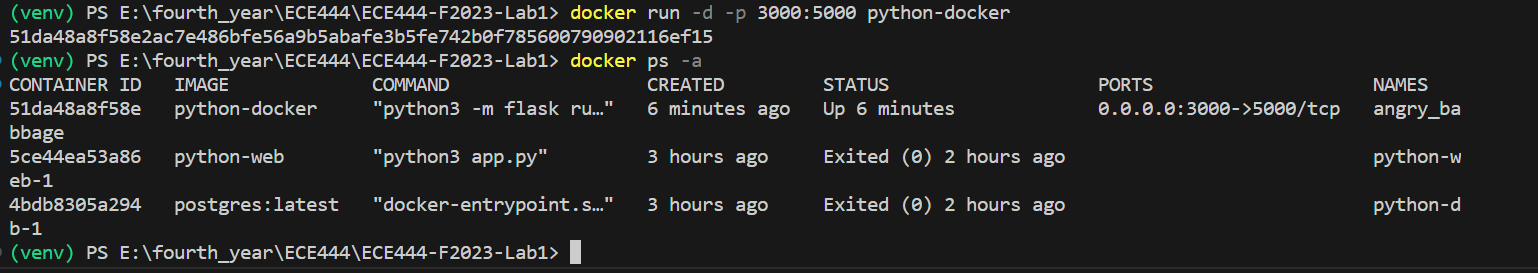 (venv) PS E:\fourth_year\ECE444\ECE444-F2023-Lab1> docker run -d -p 3000:5000 python-docker
51da48a8f58e2ac7e486bfe56a9b5abafe3b5fe742b0f785600790902116ef15
(venv) PS E:\fourth_year\ECE444\ECE444-F2023-Lab1> docker ps -a
CONTAINER ID   IMAGE             COMMAND                  CREATED         STATUS                   PORTS                    NAMES
51da48a8f58e   python-docker     "python3 -m flask ru…"   6 minutes ago   Up 6 minutes             0.0.0.0:3000->5000/tcp   angry_ba
bbage
5ce44ea53a86   python-web        "python3 app.py"         3 hours ago     Exited (0) 2 hours ago                            python-w
eb-1
4bdb8305a294   postgres:latest   "docker-entrypoint.s…"   3 hours ago     Exited (0) 2 hours ago                            python-d
b-1
(venv) PS E:\fourth_year\ECE444\ECE444-F2023-Lab1>